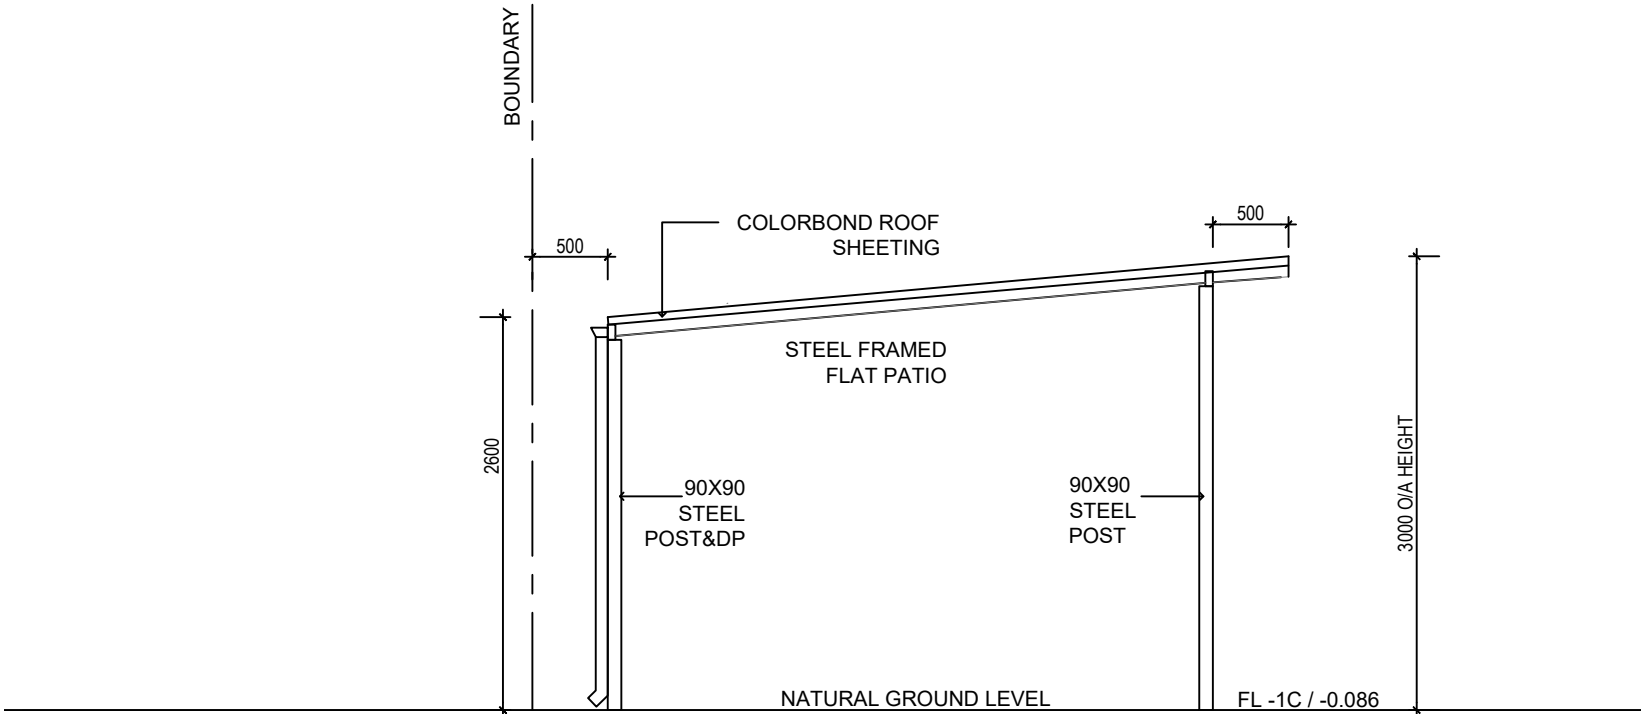 BOUNDARY
500
COLORBOND ROOF
SHEETING
500
STEEL FRAMED
FLAT PATIO
2600
90X90
STEEL
POST&DP
90X90
STEEL
POST
3000 O/A HEIGHT
NATURAL GROUND LEVEL
FL -1C / -0.086